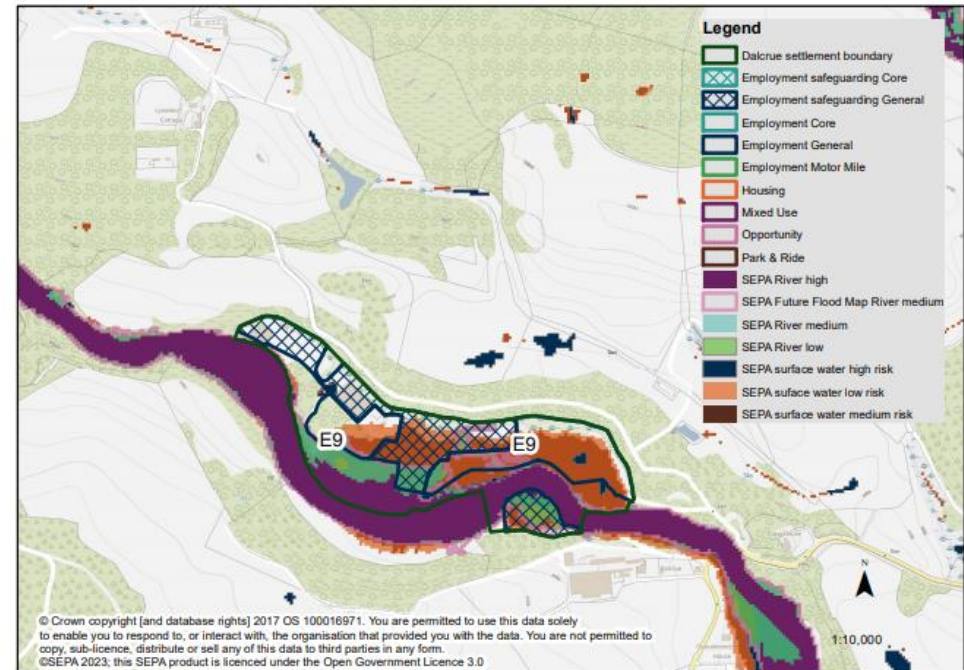 Legend
Dalcrue settlement boundary
Employment safeguarding Core
Employment safeguarding General
Employment Core
Employment General
Employment Motor Mile
Housing
Mixed Use
Opportunity
Park & Ride
SEPA River high
SEPA Future Flood Map River medium
SEPA River medium
SEPA River low
SEPA surface water high risk
SEPA suface water low risk
SEPA surface water medium risk
E9
E9
N
1:10,000
© Crown copyright [and database rights] 2017 OS 100016971. You are permitted to use this data solely
to enable you to respond to, or interact with, the organisation that provided you with the data. You are not permitted to
copy, sub-licence, distribute or sell any of this data to third parties in any form.
©SEPA 2023; this SEPA product is licenced under the Open Government Licence 3.0